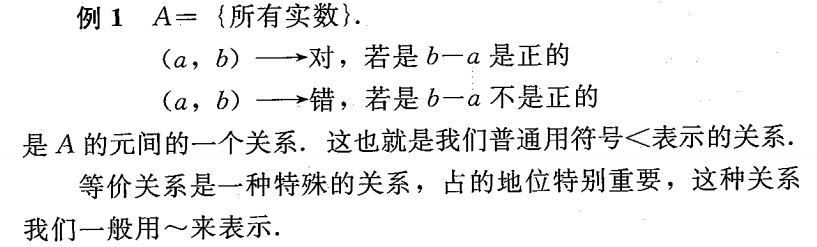 例 1 A= {所有实数}.
(a, b) ⟶对,若是 b-a 是正的
(a, b) ⟶错,若是 b-a 不是正的
是 A 的元间的一个关系. 这也就是我们普通用符号<表示的关系.
等价关系是一种特殊的关系,占的地位特别重要,这种关系
我们一般用~来表示.